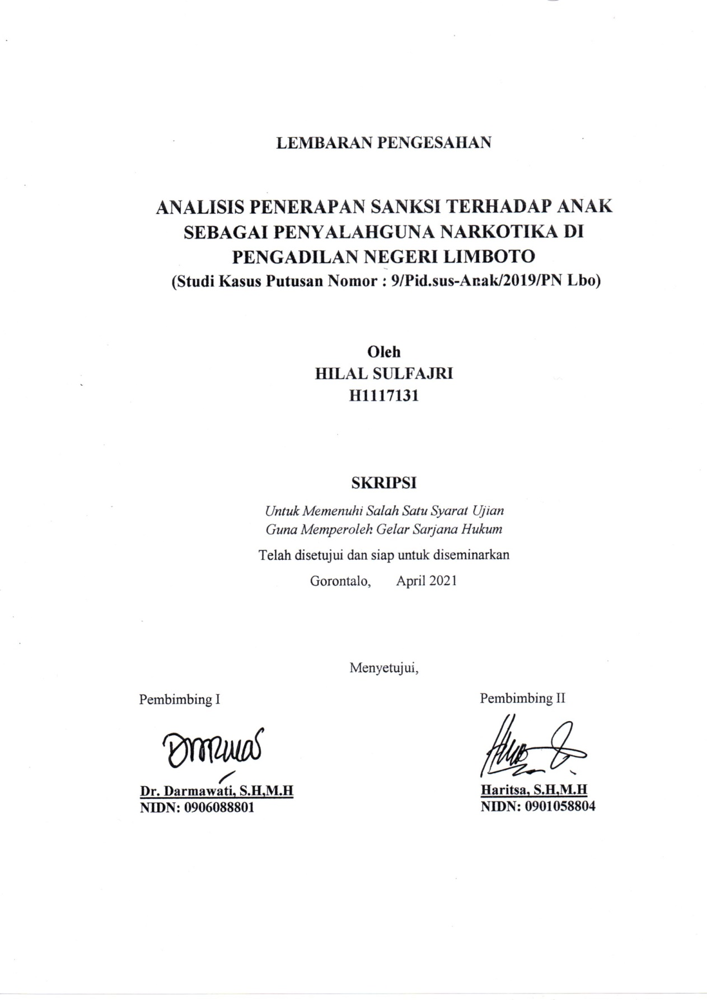 LEMBARAN PENGESAHAN
ANALISIS PENERAPAN SANKSI TERHADAP ANAK
SEBAGAI PENYALAHGUNA NARKOTIKA DI
PENGADILAN NEGERI LIMBOTO
(Studi Kasus Putusan Nomor : 9/Pid.sus-Anak/2019/PN Lbo)
Oleh
HILAL SULFAJRI
H1117131
SKRIPSI
Untuk Memenuhi Salah Satu Syarat Ujian
Guna Memperoleh Gelar Sarjana Hukum
Telah disetujui dan siap untuk diseminarkan
Gorontalo, April 2021
Menyetujui,
Pembimbing I
Pembimbing II
Dr. Darmawati, S.H,M.H
Haritsa, S.H,M.H
NIDN: 0906088801
NIDN: 0901058804